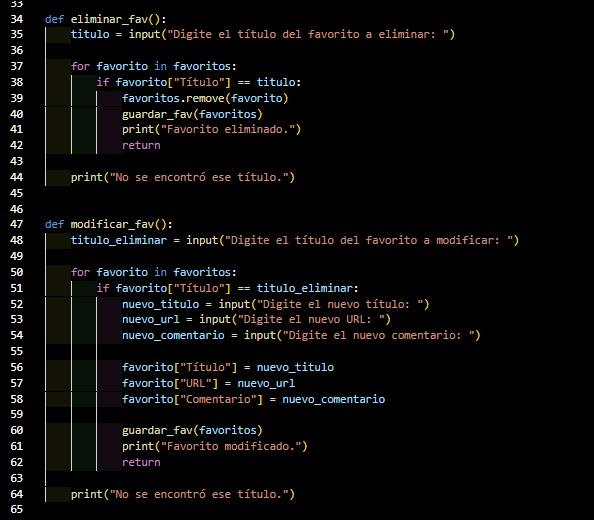 33
34 def eliminar_fav():
35     titulo = input("Digite el título del favorito a eliminar: ")
36
37     for favorito in favoritos:
38         if favorito["Título"] == titulo:
39             favoritos.remove(favorito)
40             guardar_fav(favoritos)
41             print("Favorito eliminado.")
42             return
43
44     print("No se encontró ese título.")
45
46
47 def modificar_fav():
48     titulo_eliminar = input("Digite el título del favorito a modificar: ")
49
50     for favorito in favoritos:
51         if favorito["Título"] == titulo_eliminar:
52             nuevo_titulo = input("Digite el nuevo título: ")
53             nuevo_url = input("Digite el nuevo URL: ")
54             nuevo_comentario = input("Digite el nuevo comentario: ")
55
56             favorito["Título"] = nuevo_titulo
57             favorito["URL"] = nuevo_url
58             favorito["Comentario"] = nuevo_comentario
59
60             guardar_fav(favoritos)
61             print("Favorito modificado.")
62             return
63
64     print("No se encontró ese título.")
65